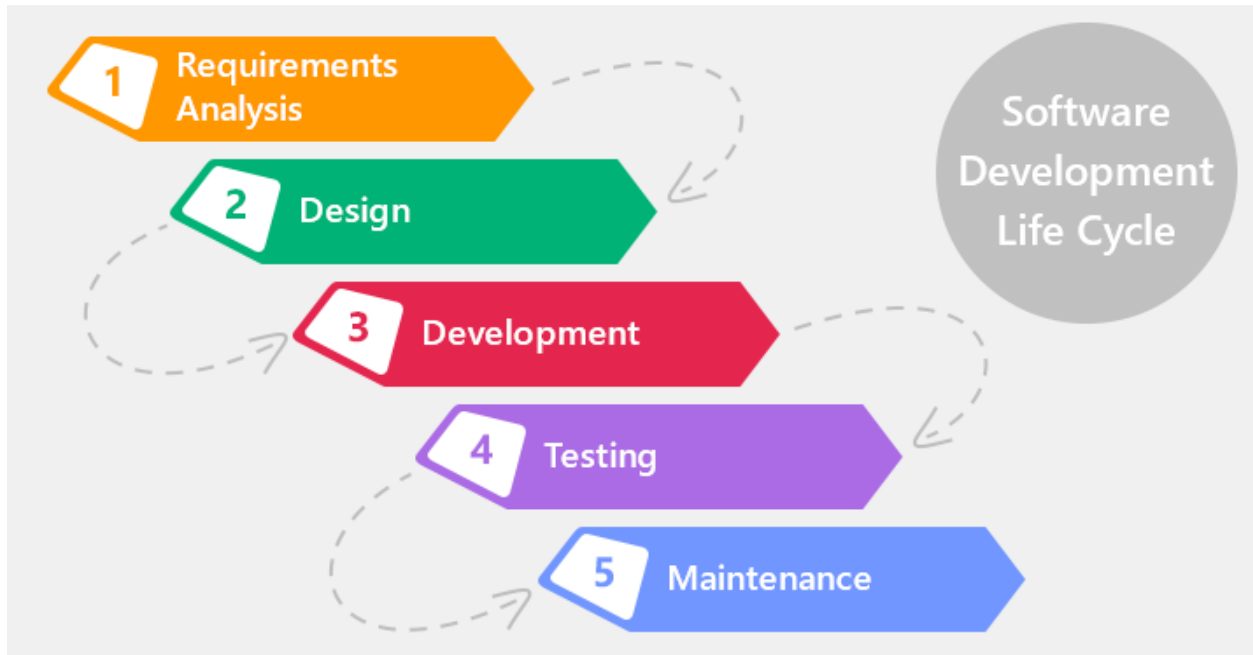 1
Requirements
Analysis
2
Design
3
Development
4
Testing
5
Maintenance
Software
Development
Life Cycle